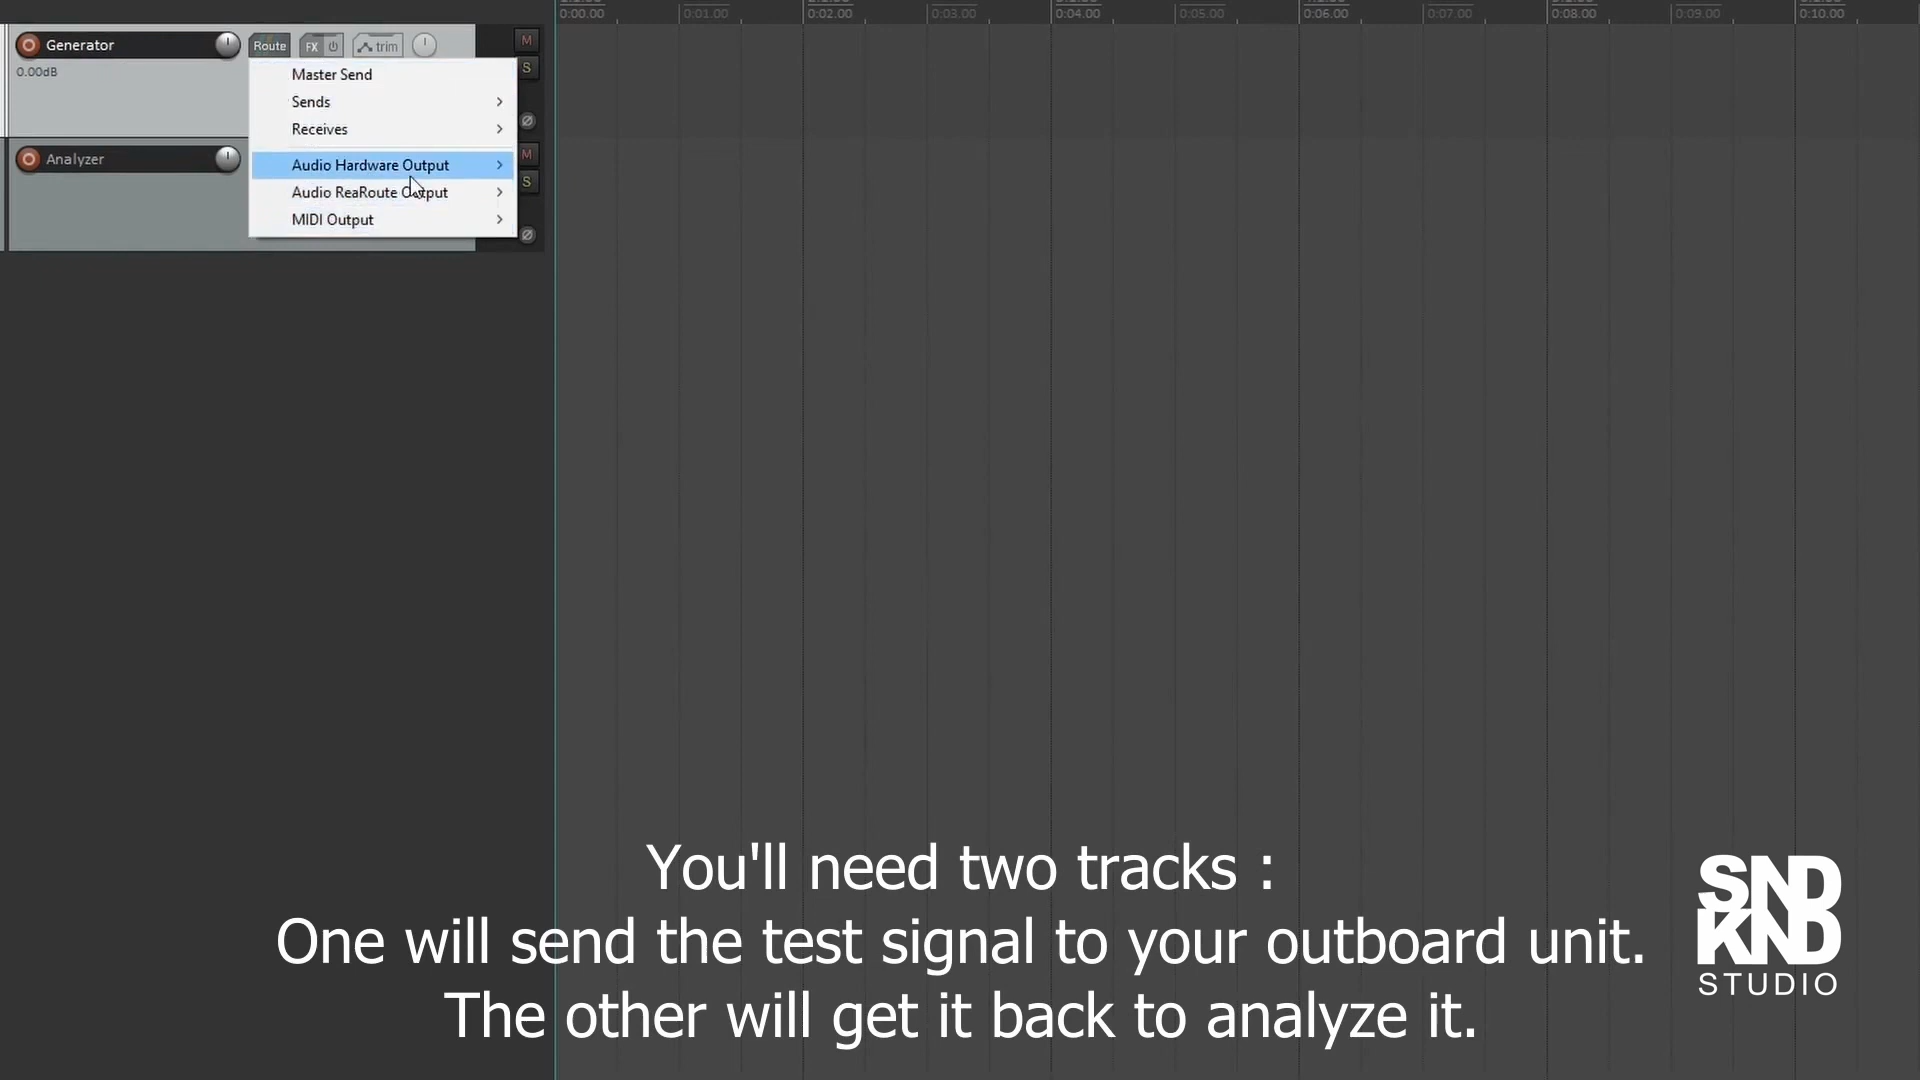 0:00.00 0:01.00 0:02.00 0:03.00 0:04.00 0:05.00 0:06.00 0:07.00 0:08.00 0:09.00 0:10.00
Generator Route FX trim M
0.00dB S
Master Send
Sends
Receives
Analyzer M
Audio Hardware Output
S
Audio ReaRoute Output
MIDI Output
You'll need two tracks :
One will send the test signal to your outboard unit.
The other will get it back to analyze it.
SND
KND
STUDIO